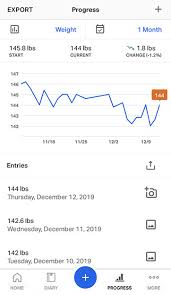 EXPORT Progress +
Weight 1 Month
145.8 lbs 144 lbs 1.8 lbs
START CURRENT CHANGE (-1.2%)
147
146
145
144
143
142
141
144
11/18 11/25 12/2 12/9
Entries
144 lbs
Thursday, December 12, 2019
142.6 lbs
Wednesday, December 11, 2019
142 lbs
Tuesday, December 10, 2019
HOME DIARY + PROGRESS MORE